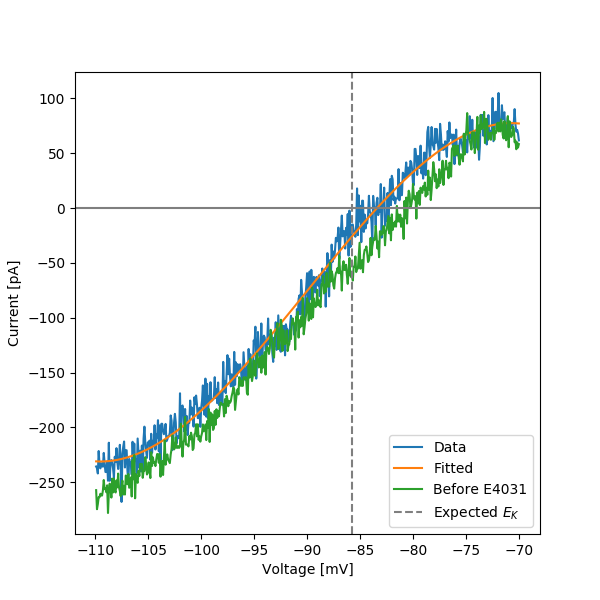 100
50
0
−50
−100
−150
−200
−250
Current [pA]
−110 −105 −100 −95 −90 −85 −80 −75 −70
Voltage [mV]
Data
Fitted
Before E4031
Expected E_K